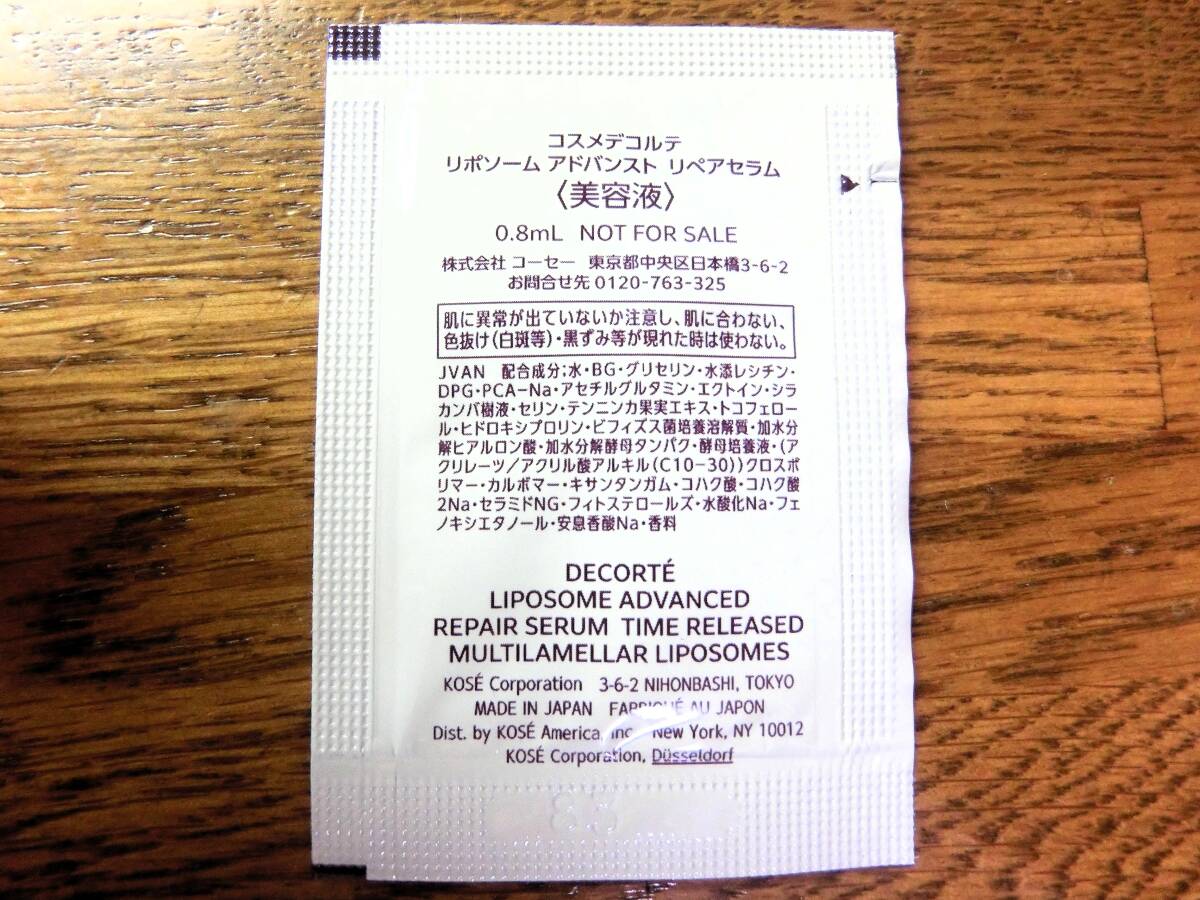 コスメデコルテ
リポソーム アドバンスト リペアセラム
〈美容液〉
0.8mL NOT FOR SALE
株式会社 コーセー 東京都中央区日本橋3-6-2
お問合せ先 0120-763-325
肌に異常が出ていないか注意し、肌に合わない、
色抜け(白斑等)・黒ずみ等が現れた時は使わない。
JVAN 配合成分;水・BG・グリセリン・水添レシチン・
DPG・PCA-Na・アセチルグルタミン・エクトイン・シラ
カンバ樹液・セリン・テンニンカ果実エキス・トコフェロー
ル・ヒドロキシプロリン・ビフィズス菌培養溶解質・加水分
解ヒアルロン酸・加水分解酵母タンパク・酵母培養液・(ア
クリレーツ/アクリル酸アルキル(C10-30))クロスポ
リマー・カルボマー・キサンタンガム・コハク酸・コハク酸
2Na・セラミドNG・フィトステロールズ・水酸化Na・フェ
ノキシエタノール・安息香酸Na・香料
DECORTÉ
LIPOSOME ADVANCED
REPAIR SERUM TIME RELEASED
MULTILAMELLAR LIPOSOMES
KOSÉ Corporation 3-6-2 NIHONBASHI, TOKYO
MADE IN JAPAN FABRIQUÉ AU JAPON
Dist. by KOSÉ America, Inc. New York, NY 10012
KOSÉ Corporation, Düsseldorf